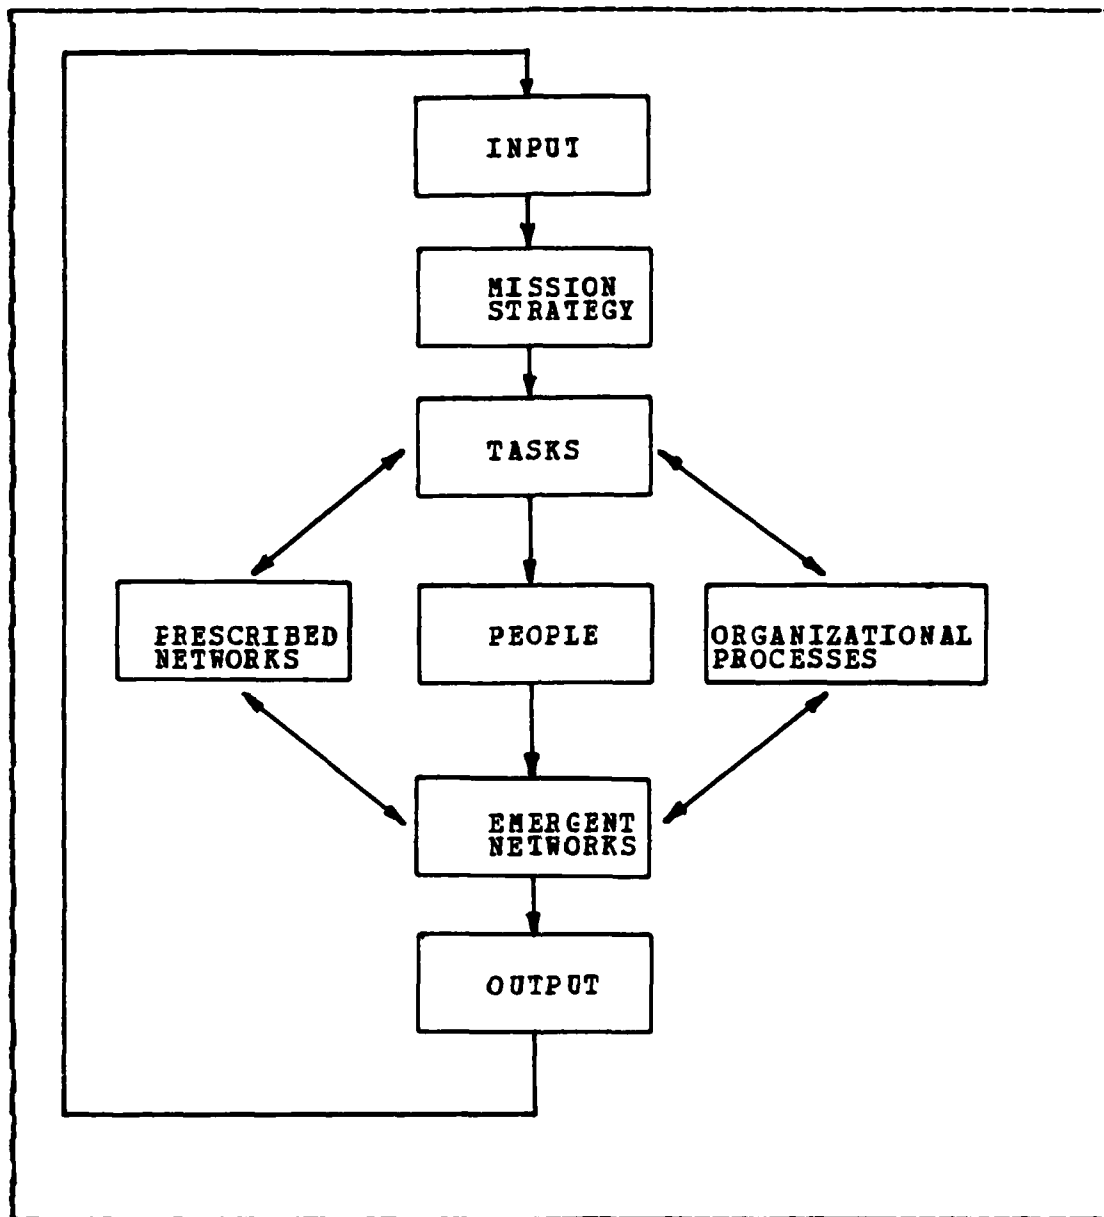 INPUT
MISSION
STRATEGY
TASKS
PRESCRIBED
NETWORKS
PEOPLE
ORGANIZATIONAL
PROCESSES
EMERGENT
NETWORKS
OUTPUT